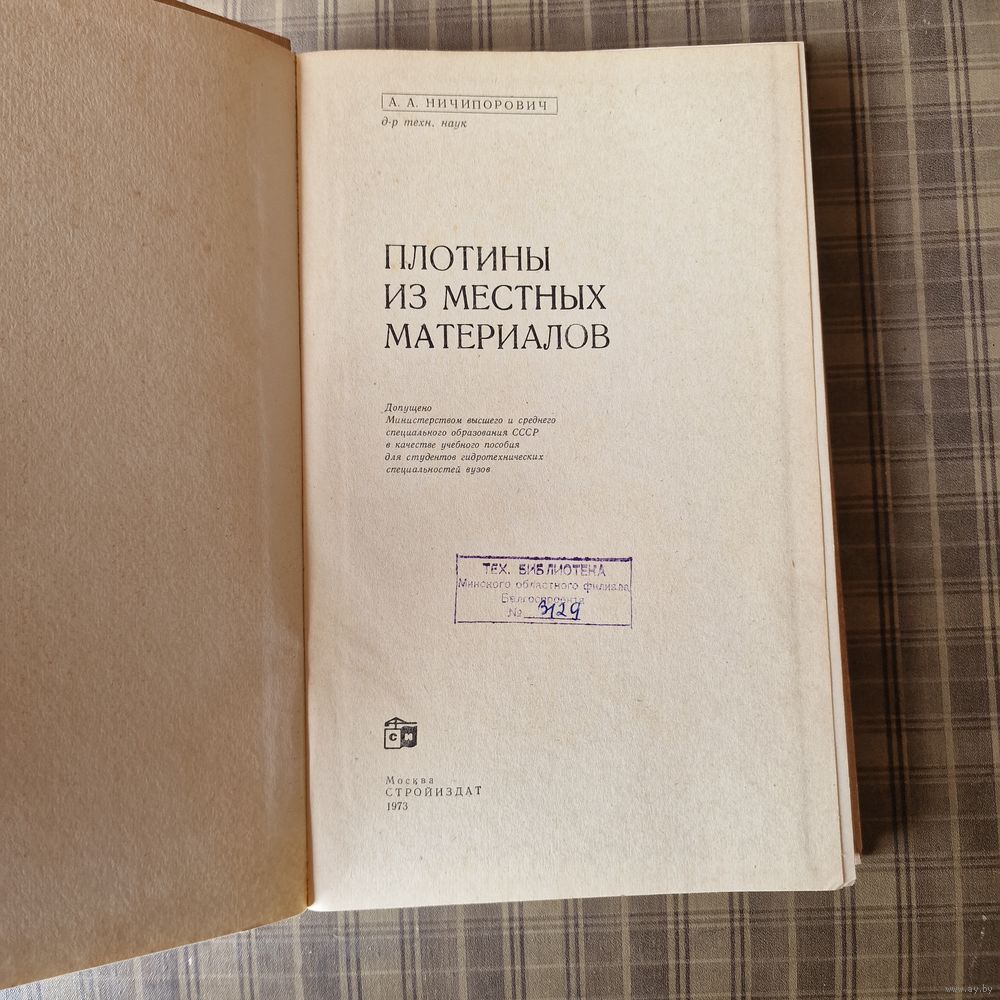 А. А. НИЧИПОРОВИЧ
д-р техн. наук
ПЛОТИНЫ
ИЗ МЕСТНЫХ
МАТЕРИАЛОВ
Допущено
Министерством высшего и среднего
специального образования СССР
в качестве учебного пособия
для студентов гидротехнических
специальностей вузов
ТЕХ. БИБЛИОТЕКА
Минского областного филиала
№ 3129
С И
Москва
СТРОЙИЗДАТ
1973
www.ay.by